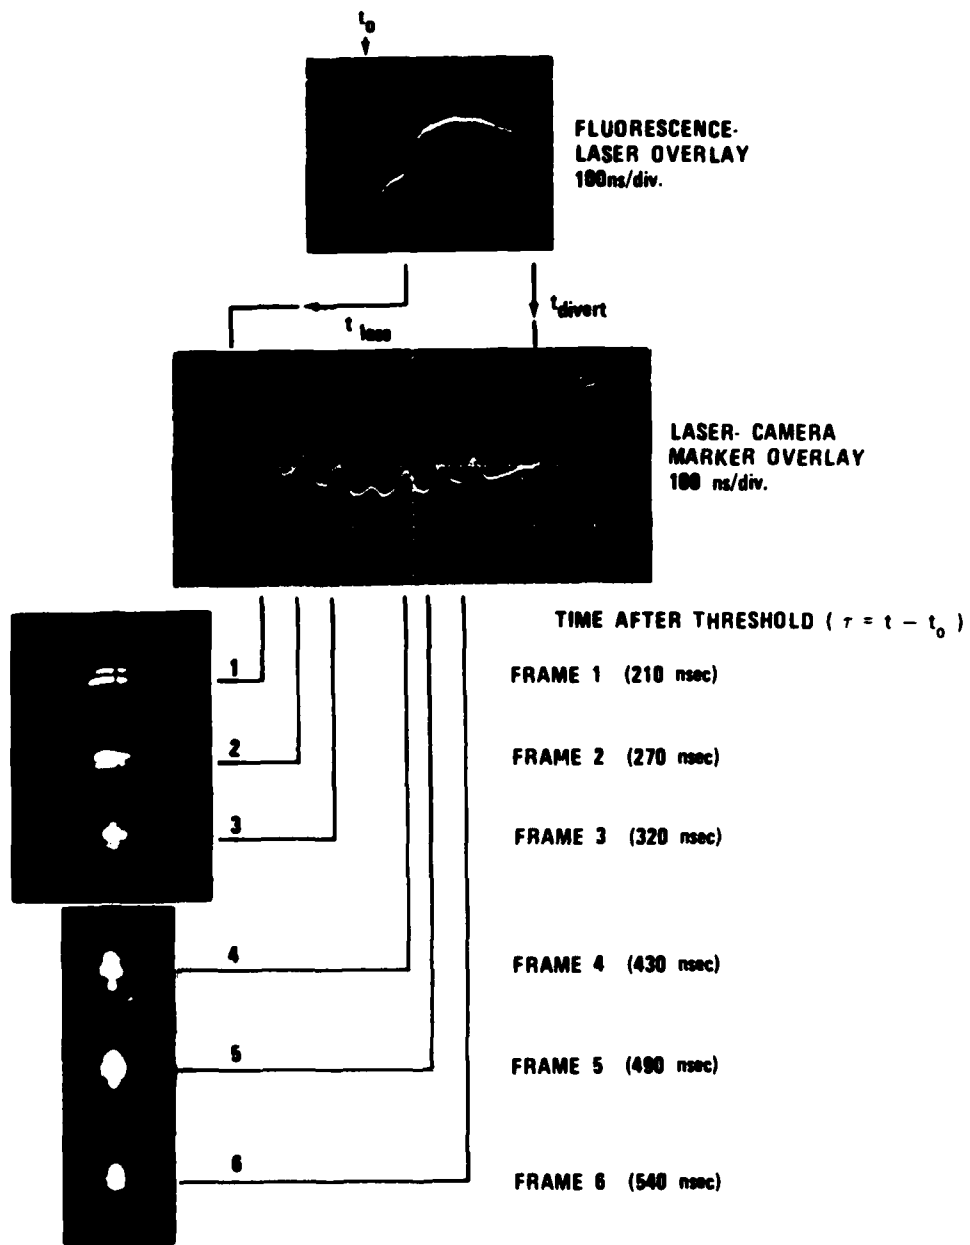 t₀
FLUORESCENCE-
LASER OVERLAY
100ns/div.
t divert
t lase
LASER- CAMERA
MARKER OVERLAY
100 ns/div.
TIME AFTER THRESHOLD ( τ = t − t₀ )
1
FRAME 1 (210 nsec)
2
FRAME 2 (270 nsec)
3
FRAME 3 (320 nsec)
4
FRAME 4 (430 nsec)
5
FRAME 5 (490 nsec)
6
FRAME 6 (540 nsec)